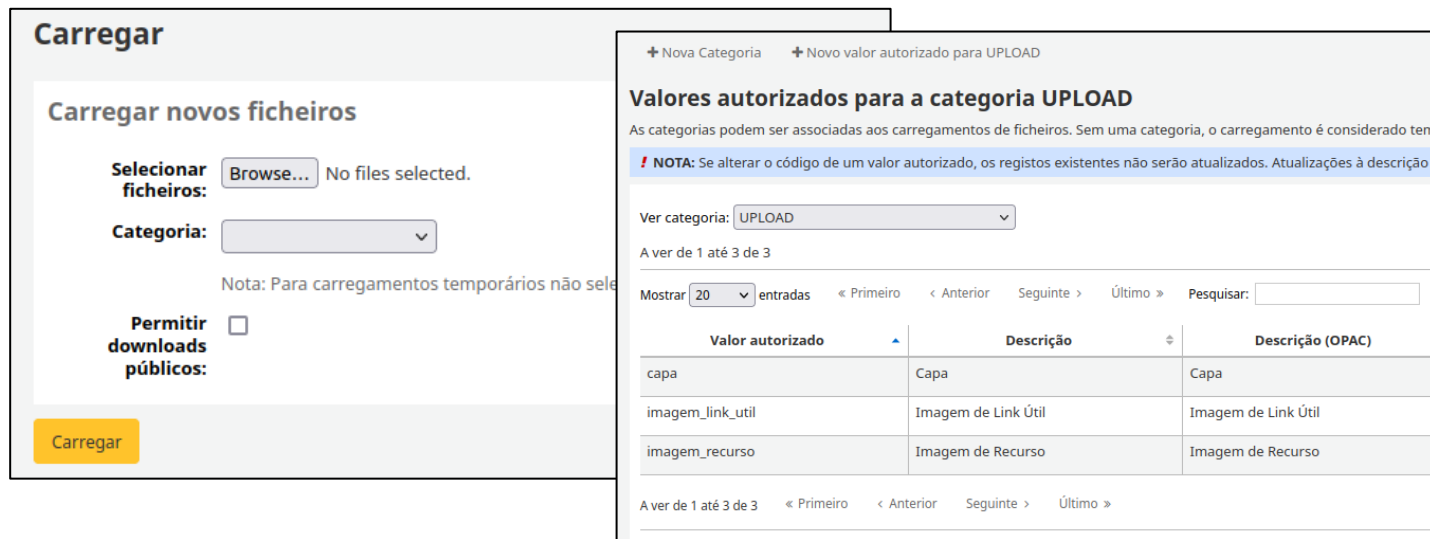 Carregar
Carregar novos ficheiros
Selecionar ficheiros:
Browse... No files selected.
Categoria:
Nota: Para carregamentos temporários não sele
Permitir downloads públicos:
Carregar
Nova Categoria
Novo valor autorizado para UPLOAD
Valores autorizados para a categoria UPLOAD
As categorias podem ser associadas aos carregamentos de ficheiros. Sem uma categoria, o carregamento é considerado tem
! NOTA: Se alterar o código de um valor autorizado, os registos existentes não serão atualizados. Atualizações à descrição
Ver categoria: UPLOAD
A ver de 1 até 3 de 3
Mostrar 20 entradas « Primeiro ‹ Anterior Seguinte › Último » Pesquisar:
Valor autorizado Descrição Descrição (OPAC)
capa Capa Capa
imagem_link_util Imagem de Link Útil Imagem de Link Útil
imagem_recurso Imagem de Recurso Imagem de Recurso
A ver de 1 até 3 de 3 « Primeiro ‹ Anterior Seguinte › Último »